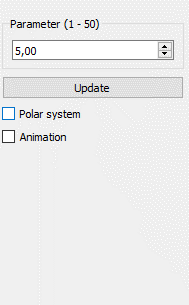 Parameter (1 - 50)
5,00
Update
Polar system
Animation